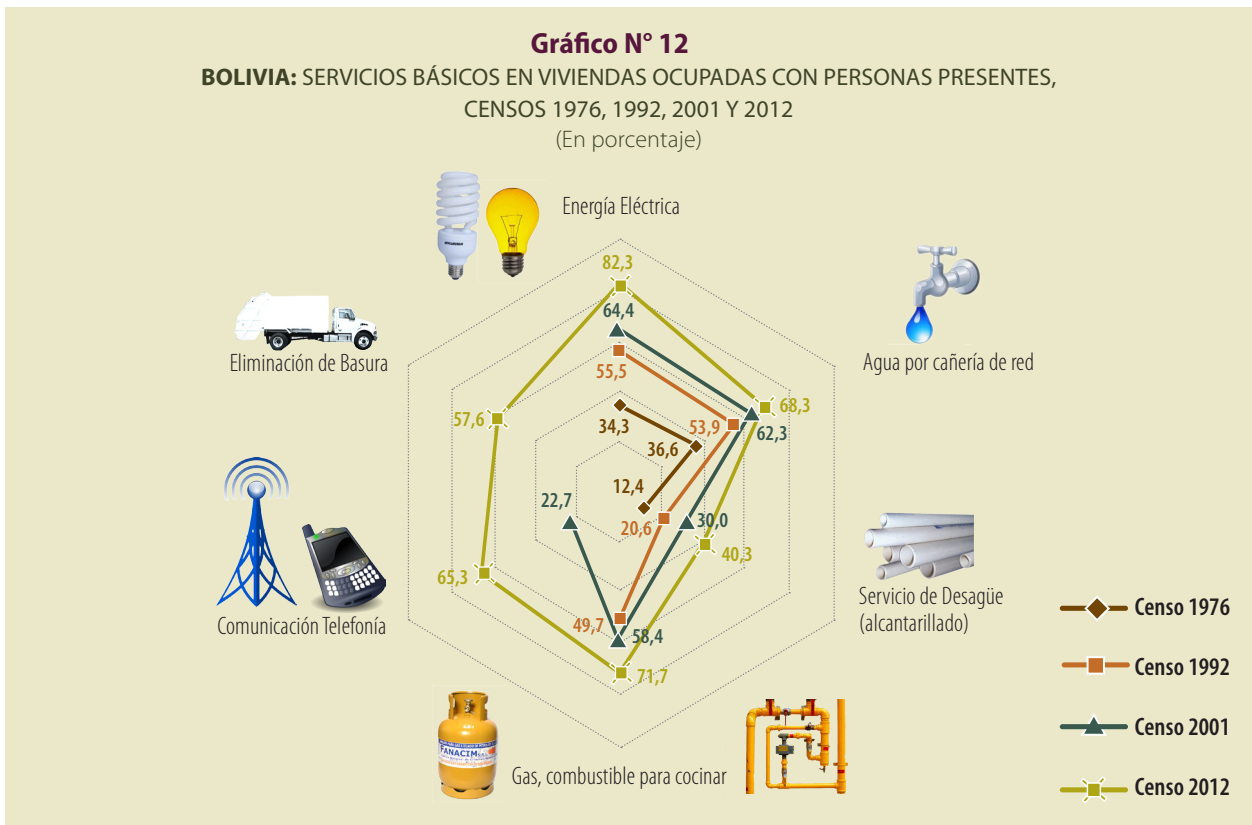 Gráfico N° 12
BOLIVIA: SERVICIOS BÁSICOS EN VIVIENDAS OCUPADAS CON PERSONAS PRESENTES,
CENSOS 1976, 1992, 2001 Y 2012
(En porcentaje)
Energía Eléctrica
82,3
64,4
55,5
34,3
Agua por cañería de red
68,3
62,3
53,9
36,6
Servicio de Desagüe
(alcantarillado)
12,4
20,6
30,0
40,3
Gas, combustible para cocinar
49,7
58,4
71,7
FANACIM
Comunicación Telefonía
22,7
65,3
Eliminación de Basura
57,6
Censo 1976
Censo 1992
Censo 2001
Censo 2012